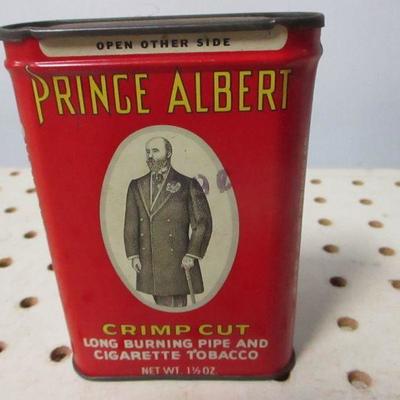 OPEN OTHER SIDE
PRINCE ALBERT
CRIMP CUT
LONG BURNING PIPE AND
CIGARETTE TOBACCO
NET WT. 1½ OZ.